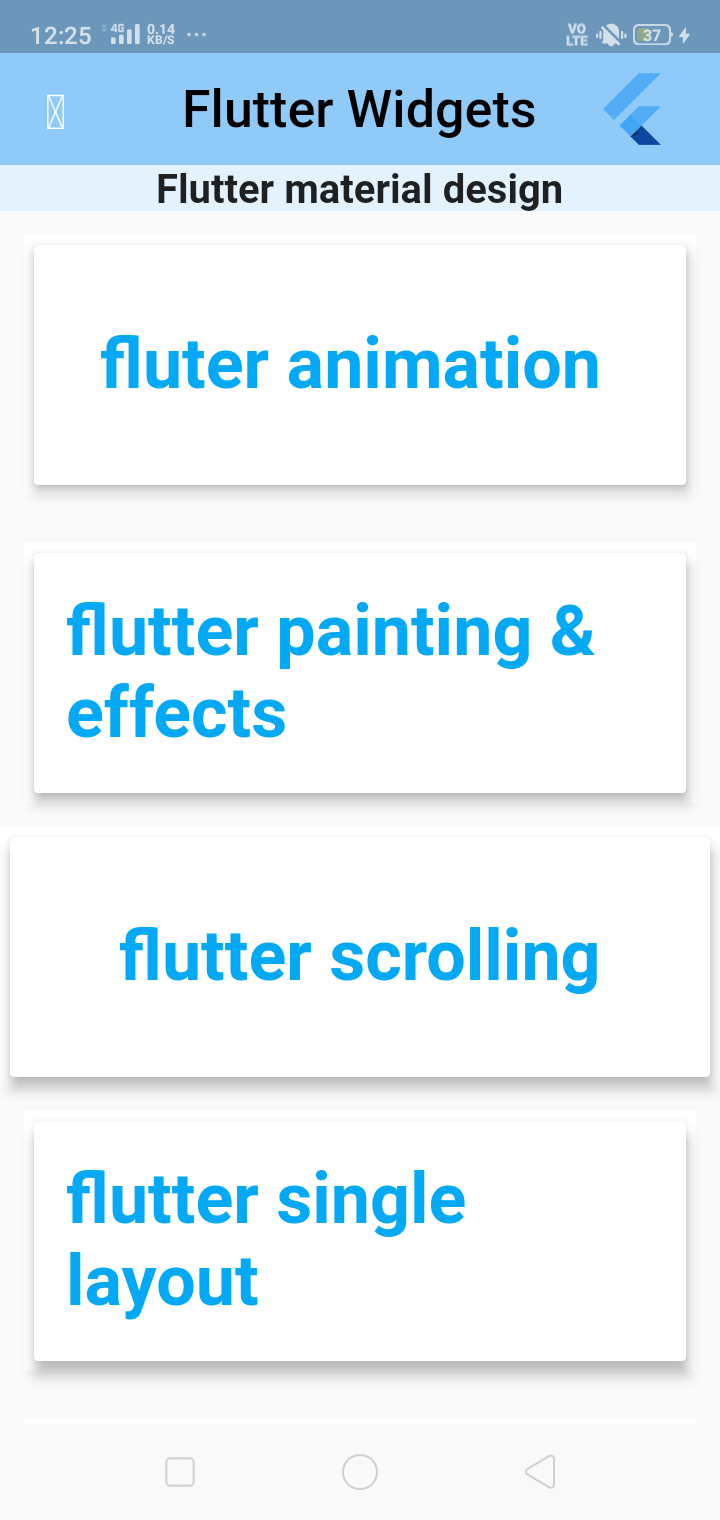 12:25 4G 0.14 KB/S ... VO LTE 37
Flutter Widgets
Flutter material design
fluter animation
flutter painting &
effects
flutter scrolling
flutter single
layout